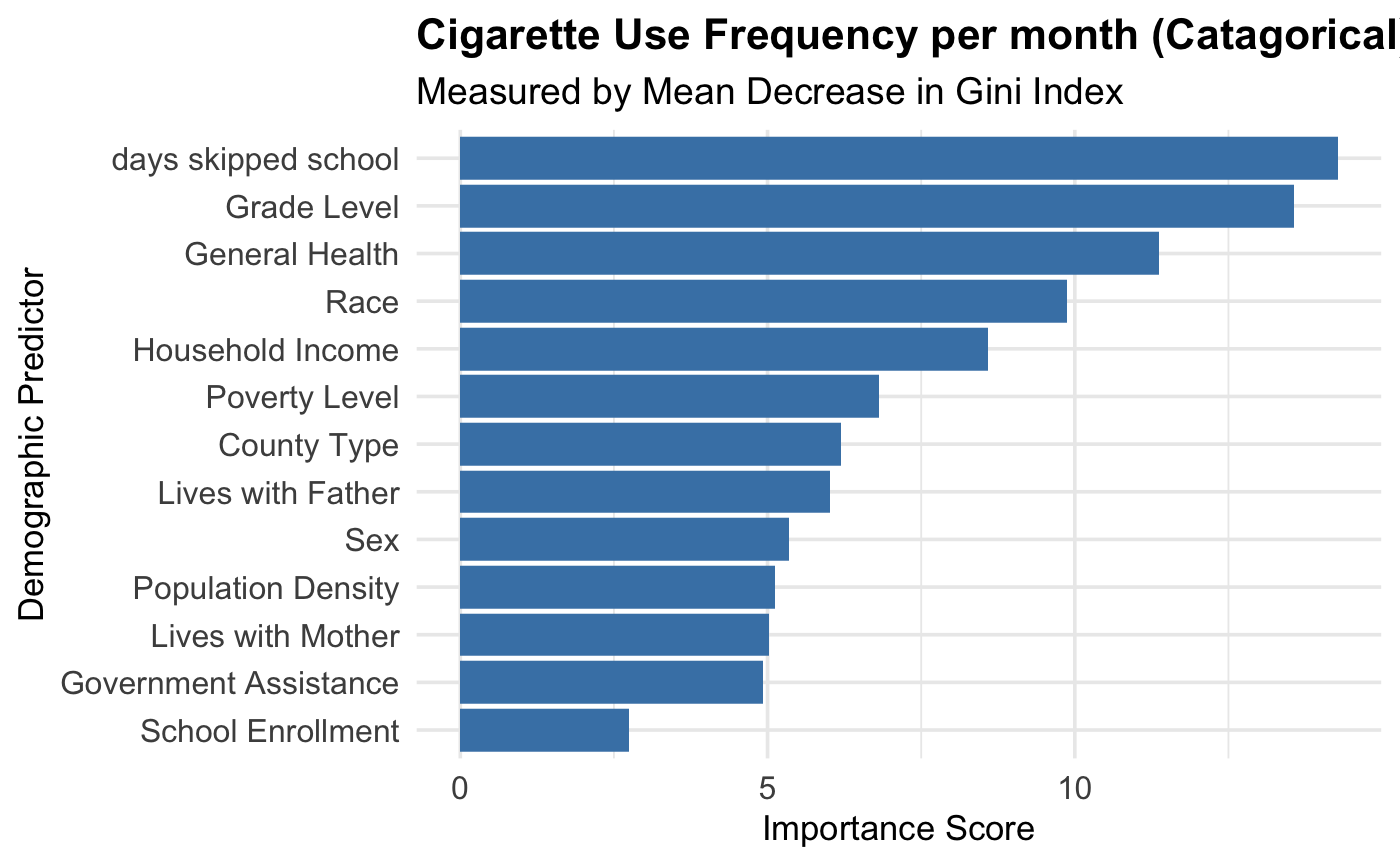 Cigarette Use Frequency per month (Catagorical)
Measured by Mean Decrease in Gini Index
Demographic Predictor
days skipped school
Grade Level
General Health
Race
Household Income
Poverty Level
County Type
Lives with Father
Sex
Population Density
Lives with Mother
Government Assistance
School Enrollment
0 5 10
Importance Score